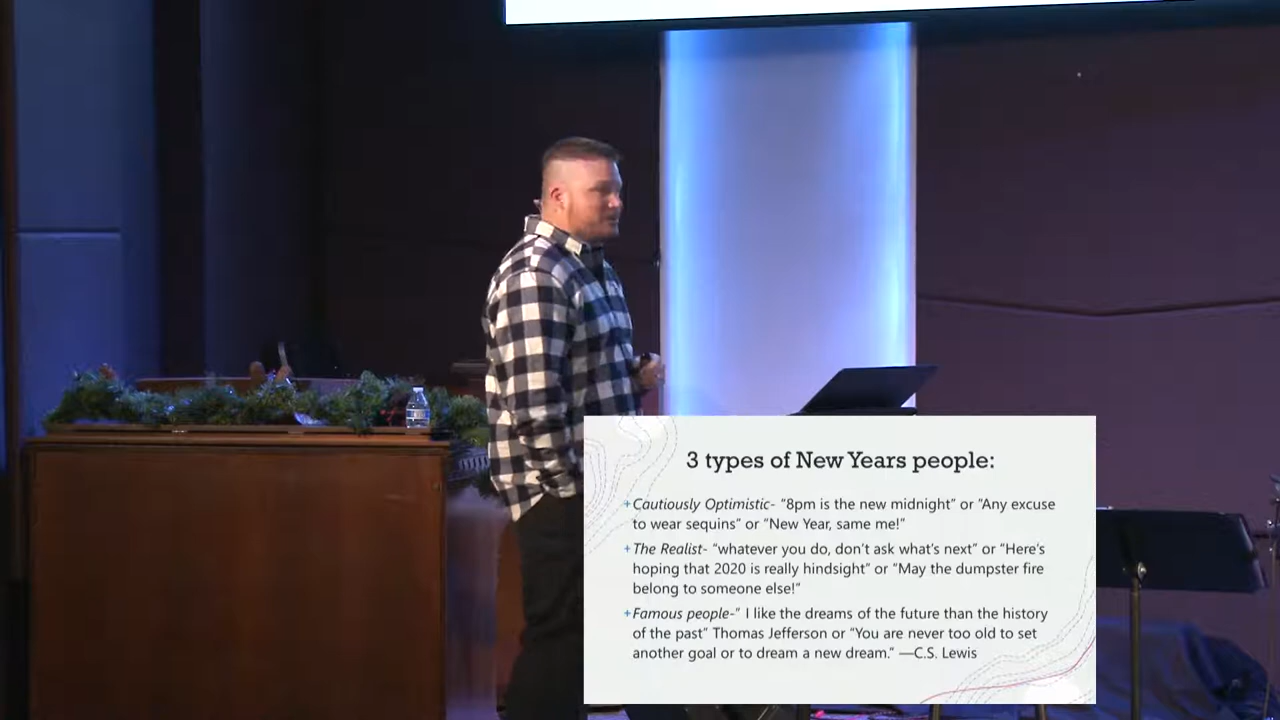 3 types of New Years people:
+Cautiously Optimistic- “8pm is the new midnight” or “Any excuse
to wear sequins” or “New Year, same me!”
+The Realist- “whatever you do, don’t ask what’s next” or “Here’s
hoping that 2020 is really hindsight” or “May the dumpster fire
belong to someone else!”
+Famous people-“ I like the dreams of the future than the history
of the past” Thomas Jefferson or “You are never too old to set
another goal or to dream a new dream.” —C.S. Lewis